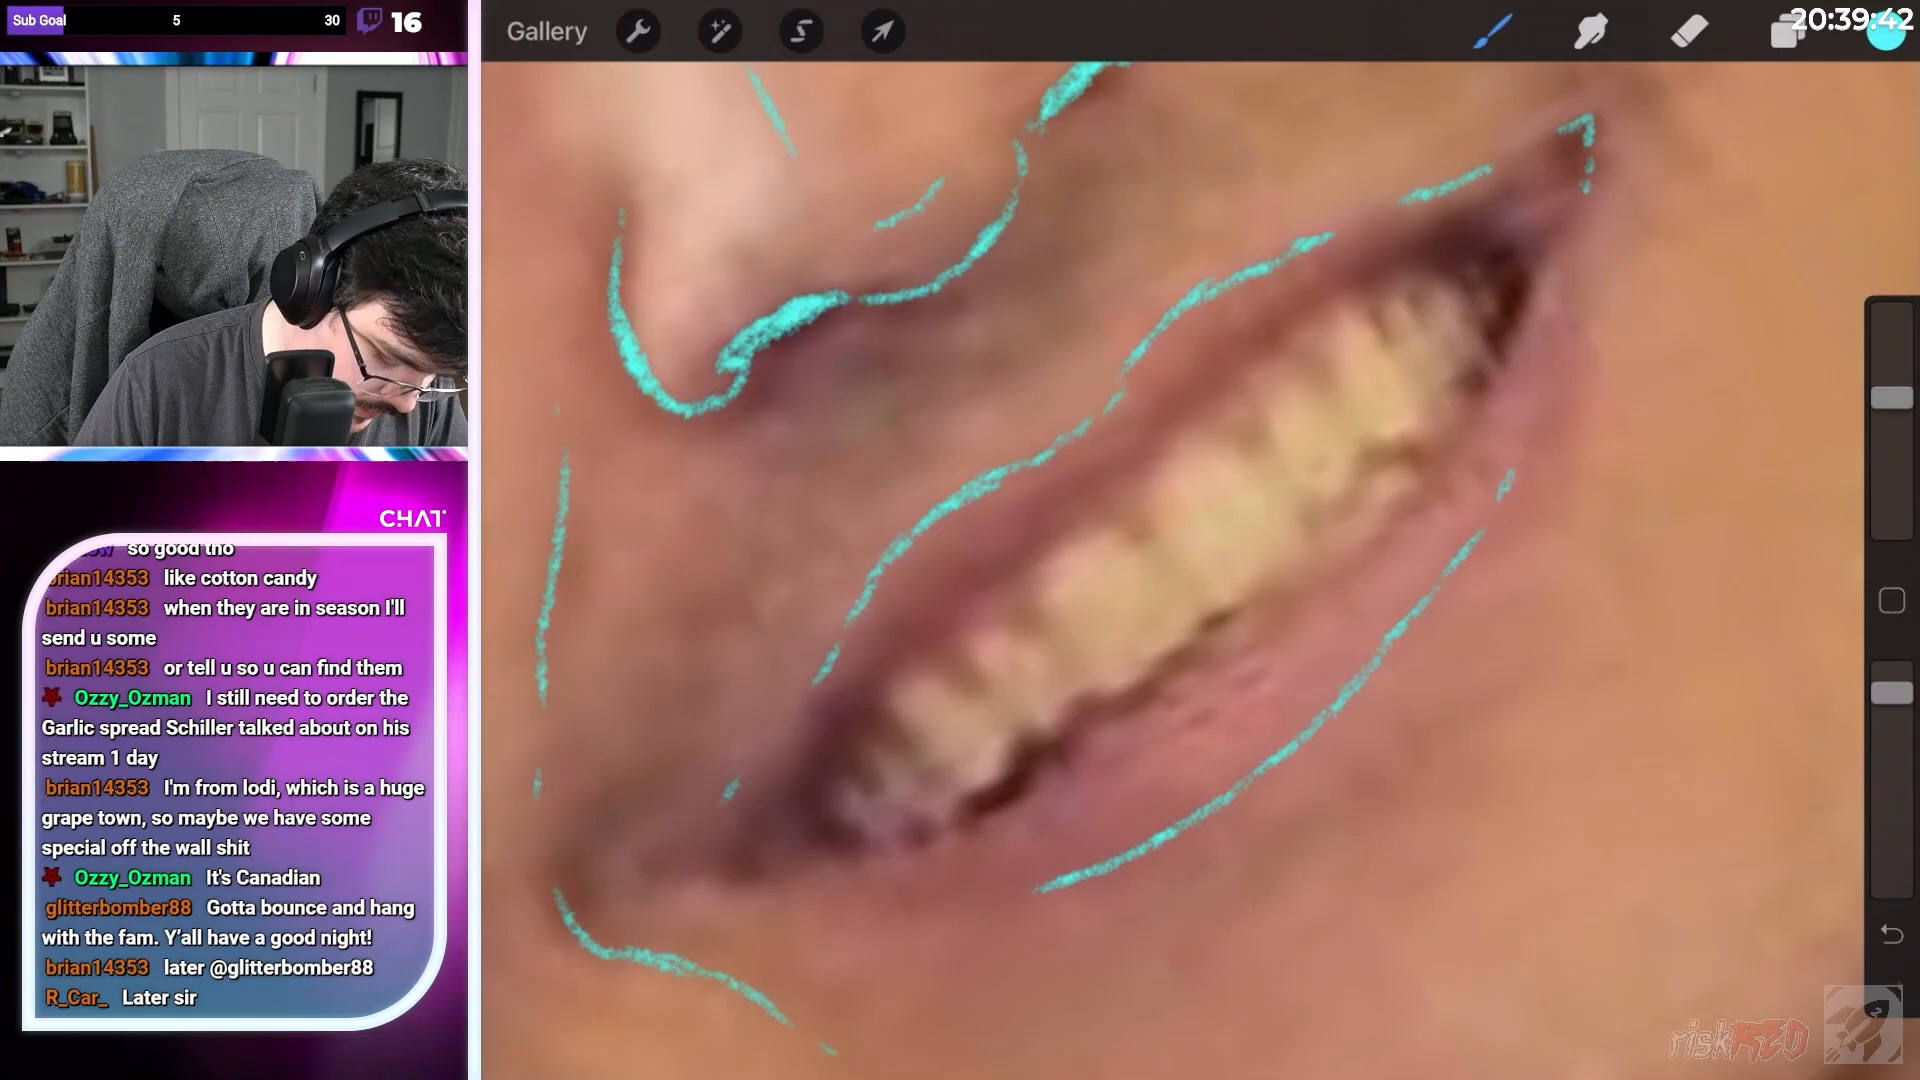 Sub Goal 5 30 16
Gallery
20:39:42
CHAT
so good tho
brian14353 like cotton candy
brian14353 when they are in season I'll
send u some
brian14353 or tell u so u can find them
Ozzy_Ozman I still need to order the
Garlic spread Schiller talked about on his
stream 1 day
brian14353 I'm from lodi, which is a huge
grape town, so maybe we have some
special off the wall shit
Ozzy_Ozman It's Canadian
glitterbomber88 Gotta bounce and hang
with the fam. Y'all have a good night!
brian14353 later @glitterbomber88
R_Car_ Later sir
riskRED